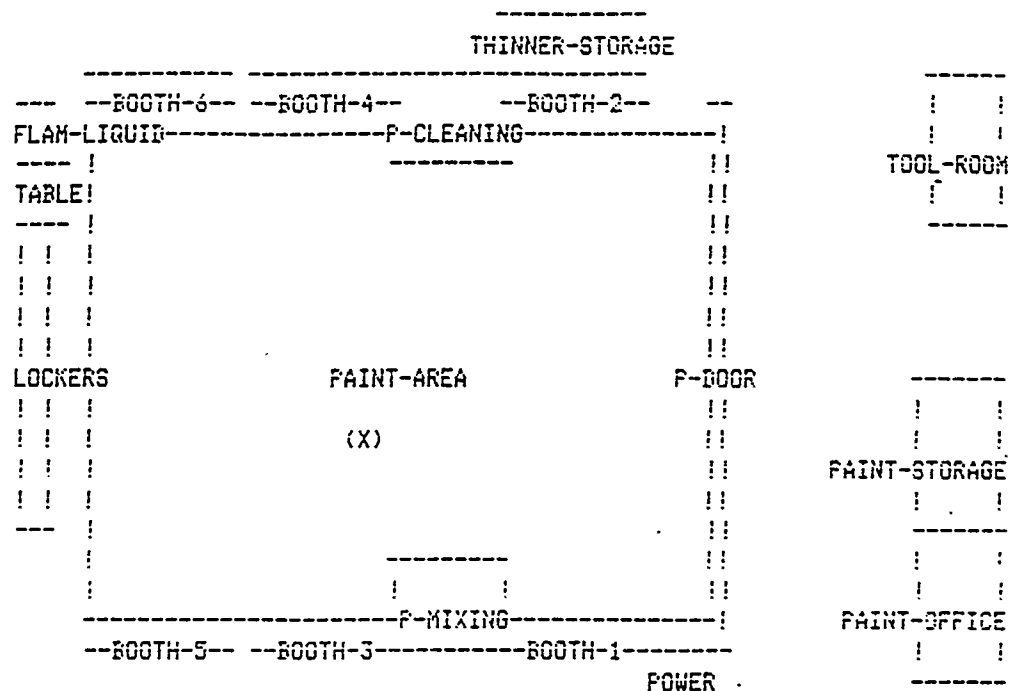 THINNER-STORAGE
BOOTH-6 BOOTH-4 BOOTH-2
FLAM-LIQUID P-CLEANING
TOOL-ROOM
TABLE
LOCKERS PAINT-AREA P-DOOR
(X)
PAINT-STORAGE
P-MIXING PAINT-OFFICE
BOOTH-5 BOOTH-3 BOOTH-1
POWER